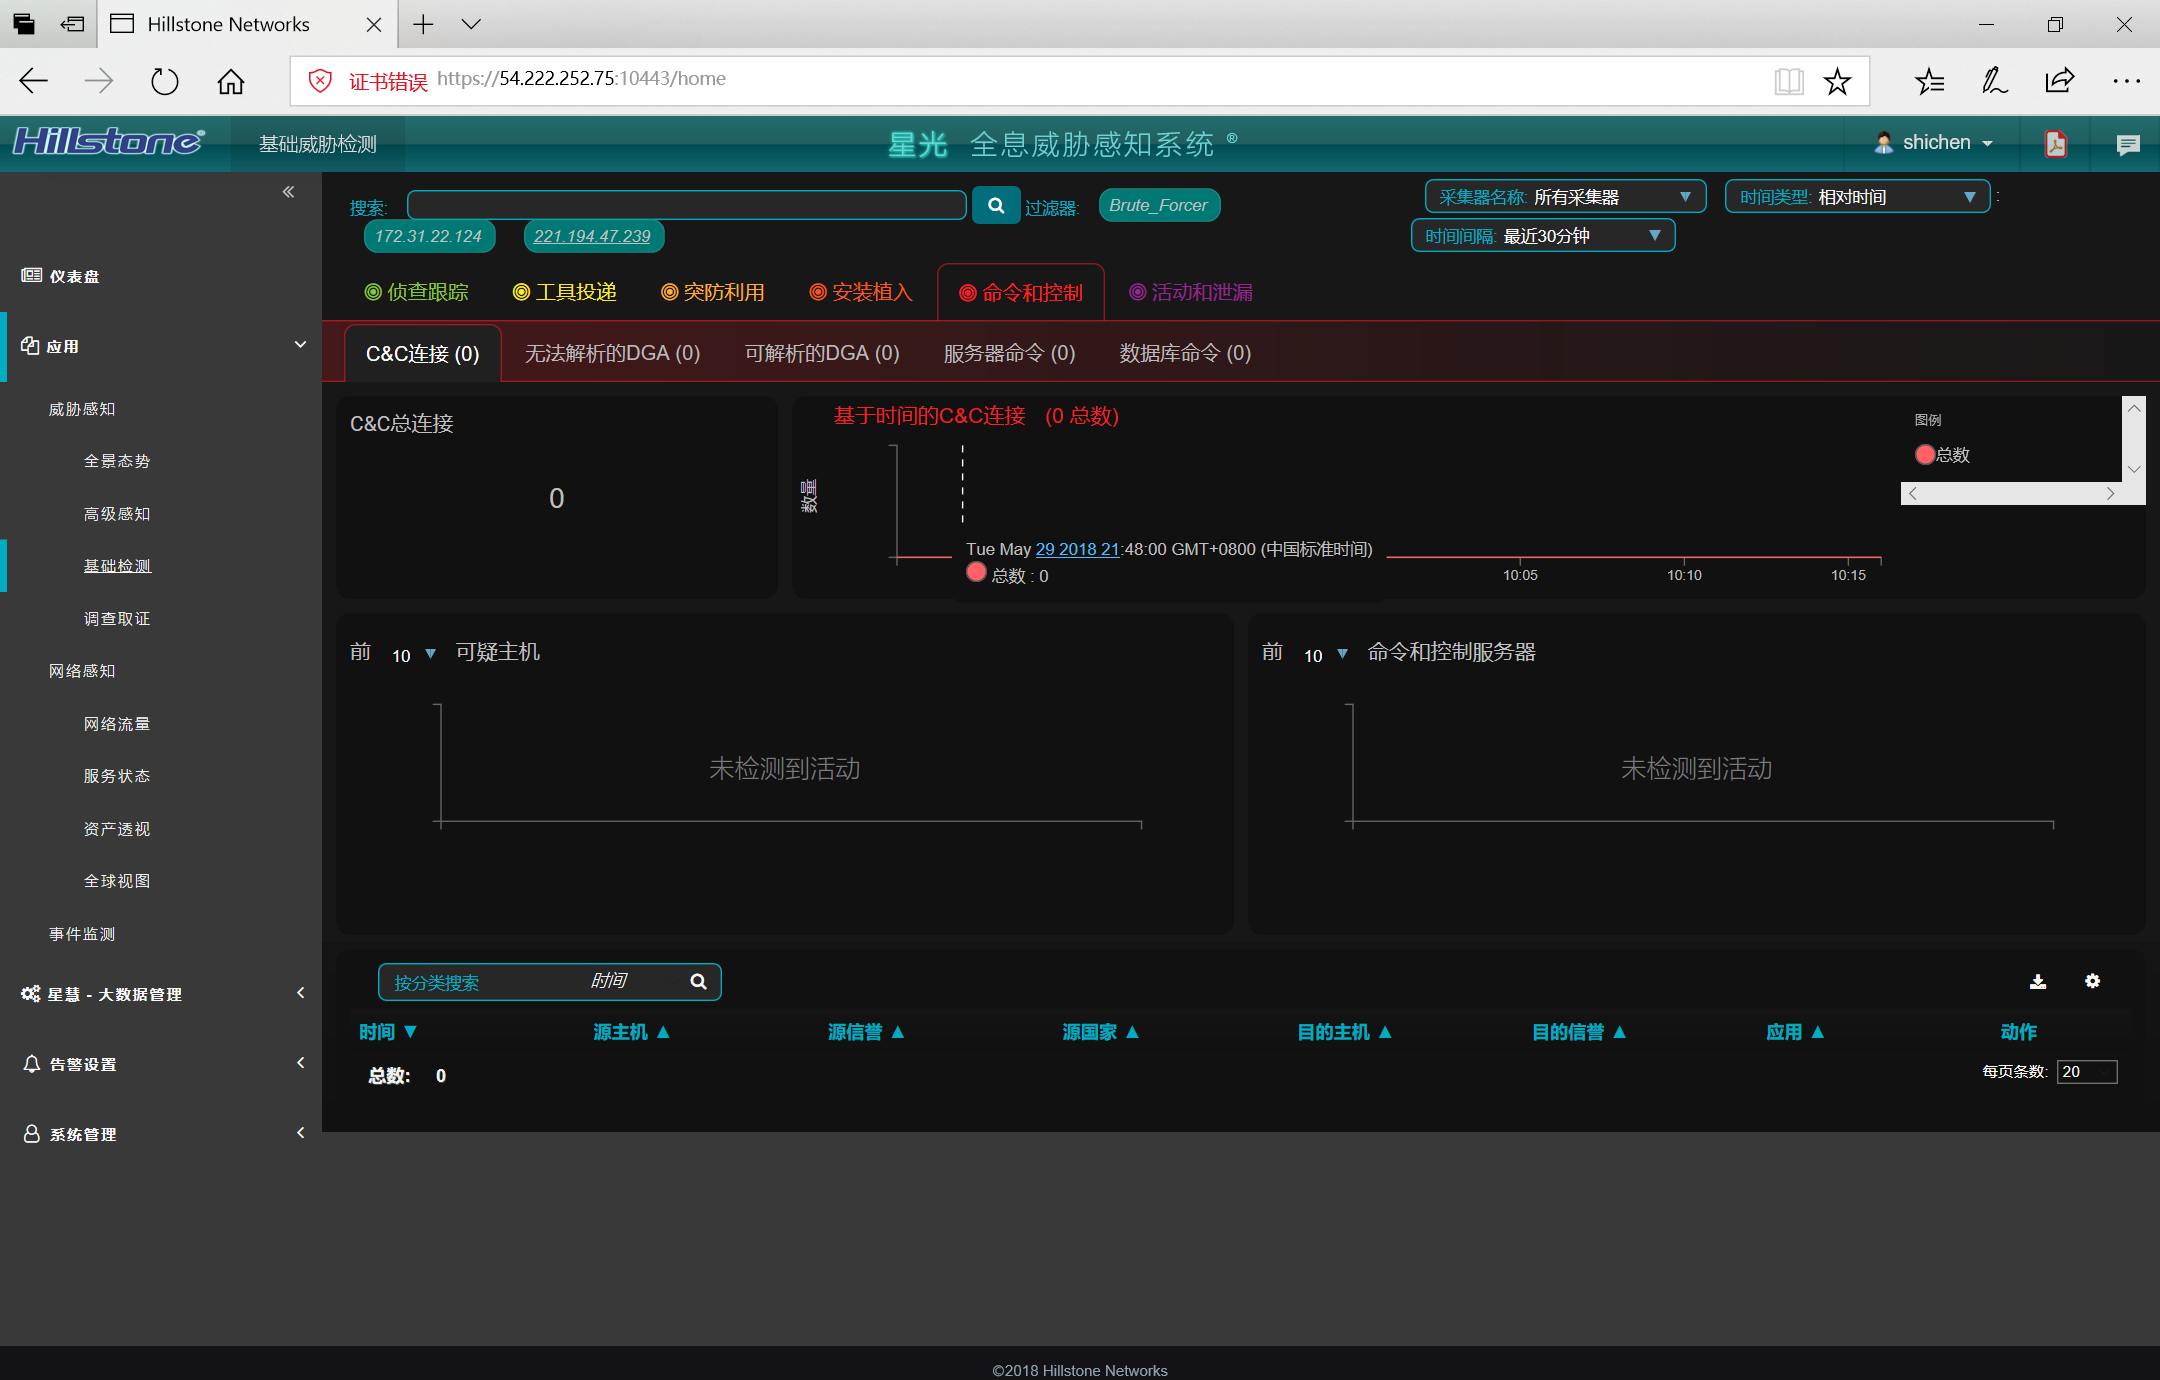 Hillstone Networks
证书错误 https://54.222.252.75:10443/home
Hillstone®
基础威胁检测
星光 全息威胁感知系统 ®
shichen
仪表盘
应用
威胁感知
全景态势
高级感知
基础检测
调查取证
网络感知
网络流量
服务状态
资产透视
全球视图
事件监测
星慧 - 大数据管理
告警设置
系统管理
搜索:
过滤器: Brute_Forcer
172.31.22.124 221.194.47.239
采集器名称: 所有采集器
时间类型: 相对时间 :
时间间隔: 最近30分钟
侦查跟踪 工具投递 突防利用 安装植入 命令和控制 活动和泄漏
C&C连接 (0) 无法解析的DGA (0) 可解析的DGA (0) 服务器命令 (0) 数据库命令 (0)
C&C总连接
0
基于时间的C&C连接 (0 总数)
数量
Tue May 29 2018 21:48:00 GMT+0800 (中国标准时间)
总数 : 0
10:05 10:10 10:15
图例
总数
前 10 可疑主机
未检测到活动
前 10 命令和控制服务器
未检测到活动
按分类搜索 时间
时间 ▼ 源主机 ▲ 源信誉 ▲ 源国家 ▲ 目的主机 ▲ 目的信誉 ▲ 应用 ▲ 动作
总数: 0
每页条数: 20
©2018 Hillstone Networks